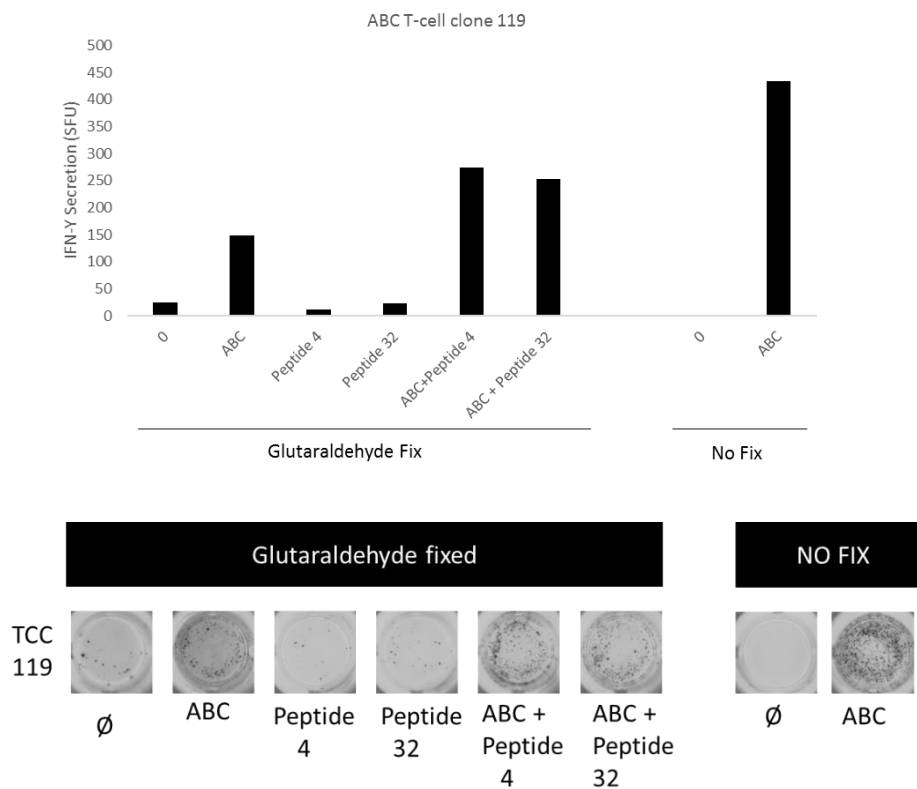 ABC T-cell clone 119
IFN-Y Secretion (SFU)
500
450
400
350
300
250
200
150
100
50
0
0
ABC
Peptide 4
Peptide 32
ABC+Peptide 4
ABC + Peptide 32
0
ABC
Glutaraldehyde Fix
No Fix
Glutaraldehyde fixed
NO FIX
TCC
119
Ø
ABC
Peptide
4
Peptide
32
ABC +
Peptide
4
ABC +
Peptide
32
Ø
ABC